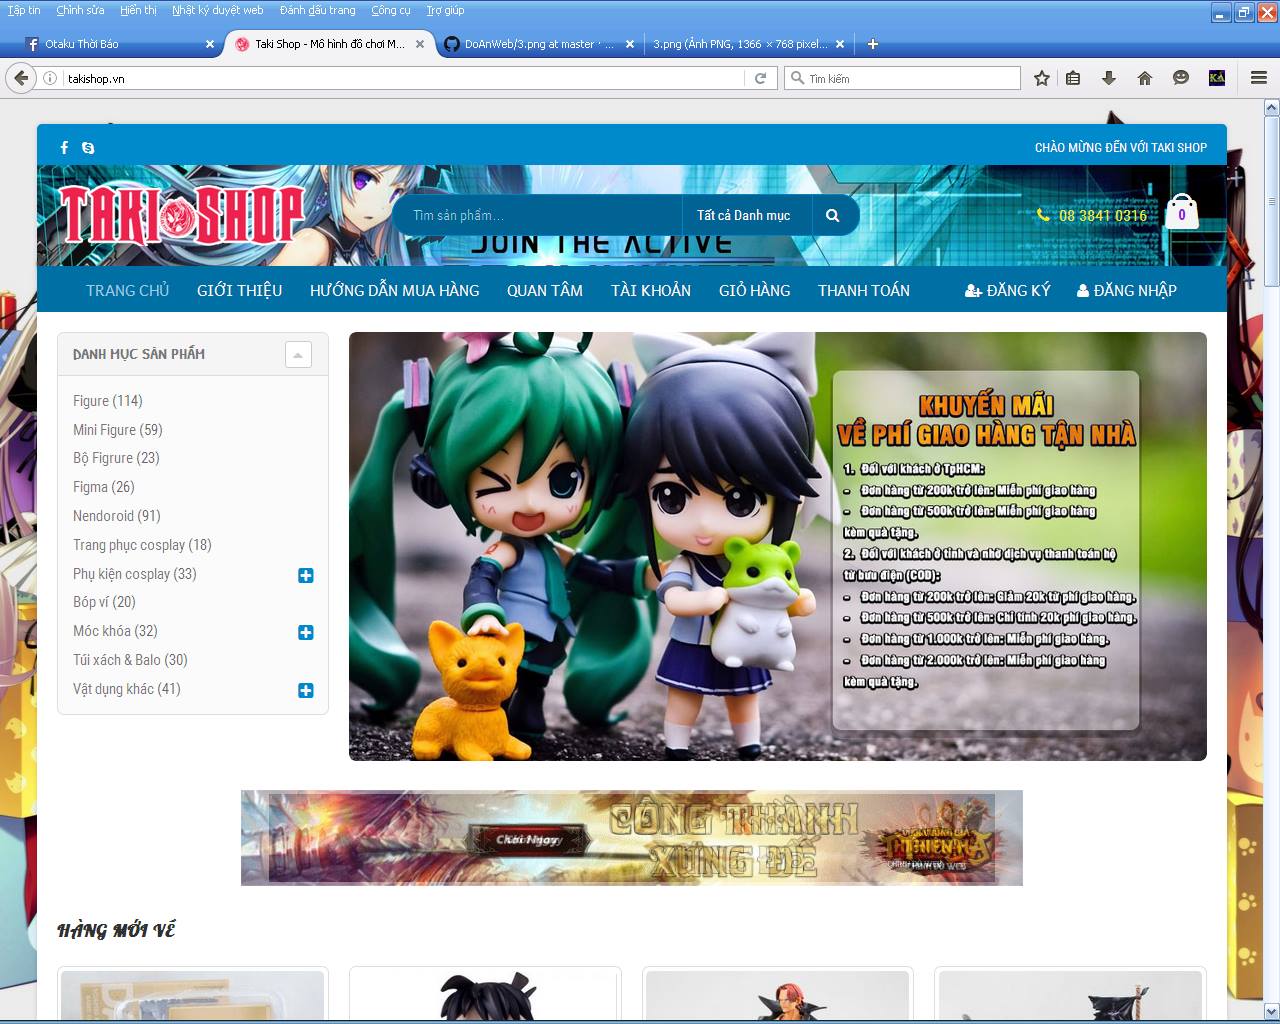 Tập tin Chỉnh sửa Hiển thị Nhật ký duyệt web Đánh dấu trang Công cụ Trợ giúp
Otaku Thời Báo
Taki Shop - Mô hình đồ chơi M...
DoAnWeb/3.png at master · ...
3.png (Ảnh PNG, 1366 × 768 pixel...
takishop.vn
Tìm kiếm
CHÀO MỪNG ĐẾN VỚI TAKI SHOP
TAKI SHOP
Tìm sản phẩm...
Tất cả Danh mục
08 3841 0316
0
JOIN THE ACTIVE
TRANG CHỦ GIỚI THIỆU HƯỚNG DẪN MUA HÀNG QUAN TÂM TÀI KHOẢN GIỎ HÀNG THANH TOÁN ĐĂNG KÝ ĐĂNG NHẬP
DANH MỤC SẢN PHẨM
Figure (114)
Mini Figure (59)
Bộ Figrure (23)
Figma (26)
Nendoroid (91)
Trang phục cosplay (18)
Phụ kiện cosplay (33)
Bóp ví (20)
Móc khóa (32)
Túi xách & Balo (30)
Vật dụng khác (41)
KHUYẾN MÃI
VỀ PHÍ GIAO HÀNG TẬN NHÀ
1. Đối với khách ở TpHCM:
- Đơn hàng từ 200k trở lên: Miễn phí giao hàng
- Đơn hàng từ 500k trở lên: Miễn phí giao hàng
kèm quà tặng.
2. Đối với khách ở tỉnh và nhờ dịch vụ thanh toán hộ
từ bưu điện (COD):
- Đơn hàng từ 200k trở lên: Giảm 20k từ phí giao hàng.
- Đơn hàng từ 500k trở lên: Chỉ tính 20k phí giao hàng.
- Đơn hàng từ 1.000k trở lên: Miễn phí giao hàng.
- Đơn hàng từ 2.000k trở lên: Miễn phí giao hàng
kèm quà tặng.
CÔNG THÀNH
XƯNG ĐẾ
Chơi Ngay
HÀNG MỚI VỀ